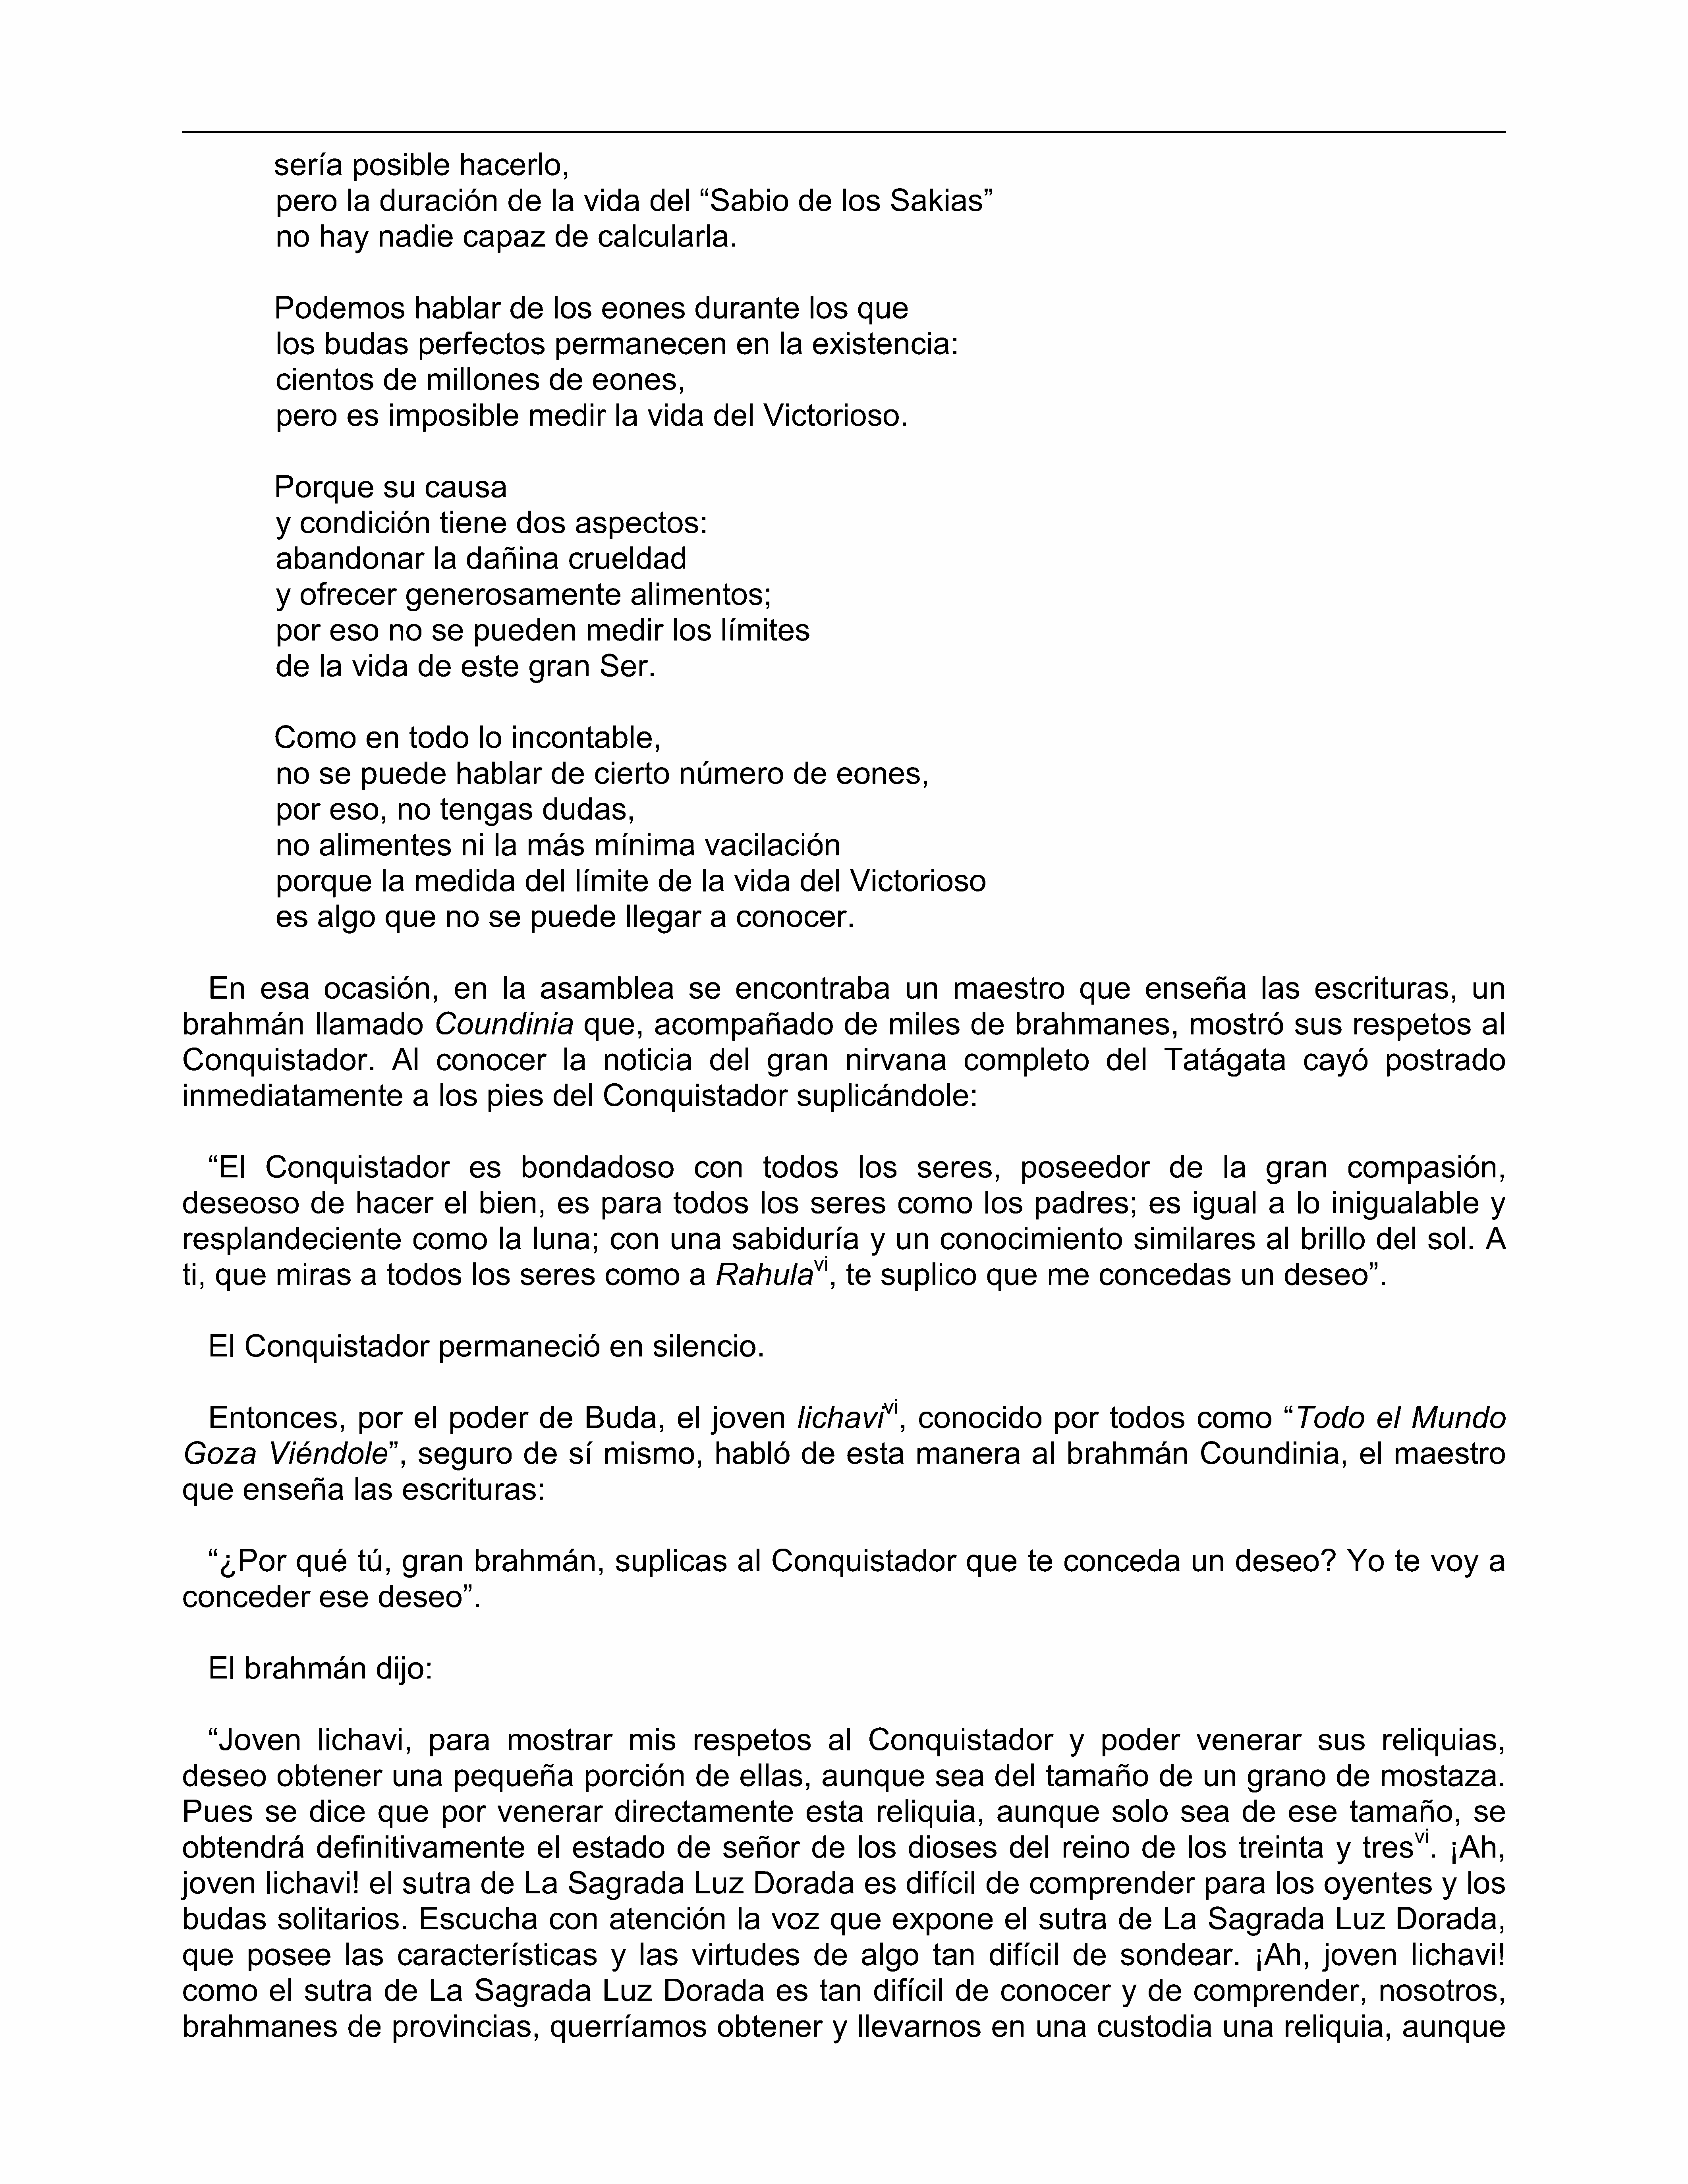 sería posible hacerlo,
pero la duración de la vida del “Sabio de los Sakias”
no hay nadie capaz de calcularla.
Podemos hablar de los eones durante los que
los budas perfectos permanecen en la existencia:
cientos de millones de eones,
pero es imposible medir la vida del Victorioso.
Porque su causa
y condición tiene dos aspectos:
abandonar la dañina crueldad
y ofrecer generosamente alimentos;
por eso no se pueden medir los límites
de la vida de este gran Ser.
Como en todo lo incontable,
no se puede hablar de cierto número de eones,
por eso, no tengas dudas,
no alimentes ni la más mínima vacilación
porque la medida del límite de la vida del Victorioso
es algo que no se puede llegar a conocer.
En esa ocasión, en la asamblea se encontraba un maestro que enseña las escrituras, un
brahmán llamado Coundinia que, acompañado de miles de brahmanes, mostró sus respetos al
Conquistador. Al conocer la noticia del gran nirvana completo del Tatágata cayó postrado
inmediatamente a los pies del Conquistador suplicándole:
“El Conquistador es bondadoso con todos los seres, poseedor de la gran compasión,
deseoso de hacer el bien, es para todos los seres como los padres; es igual a lo inigualable y
resplandeciente como la luna; con una sabiduría y un conocimiento similares al brillo del sol. A
ti, que miras a todos los seres como a Rahulavi, te suplico que me concedas un deseo”.
El Conquistador permaneció en silencio.
Entonces, por el poder de Buda, el joven lichavivi, conocido por todos como “Todo el Mundo
Goza Viéndole”, seguro de sí mismo, habló de esta manera al brahmán Coundinia, el maestro
que enseña las escrituras:
“¿Por qué tú, gran brahmán, suplicas al Conquistador que te conceda un deseo? Yo te voy a
conceder ese deseo”.
El brahmán dijo:
“Joven lichavi, para mostrar mis respetos al Conquistador y poder venerar sus reliquias,
deseo obtener una pequeña porción de ellas, aunque sea del tamaño de un grano de mostaza.
Pues se dice que por venerar directamente esta reliquia, aunque solo sea de ese tamaño, se
obtendrá definitivamente el estado de señor de los dioses del reino de los treinta y tresvi. ¡Ah,
joven lichavi! el sutra de La Sagrada Luz Dorada es difícil de comprender para los oyentes y los
budas solitarios. Escucha con atención la voz que expone el sutra de La Sagrada Luz Dorada,
que posee las características y las virtudes de algo tan difícil de sondear. ¡Ah, joven lichavi!
como el sutra de La Sagrada Luz Dorada es tan difícil de conocer y de comprender, nosotros,
brahmanes de provincias, querríamos obtener y llevarnos en una custodia una reliquia, aunque